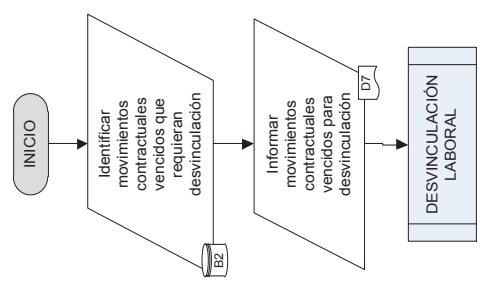 INICIO
Identificar
movimientos
contractuales
vencidos que
requieran
desvinculación
B2
Informar
movimientos
contractuales
vencidos para
desvinculación
D7
DESVINCULACIÓN
LABORAL